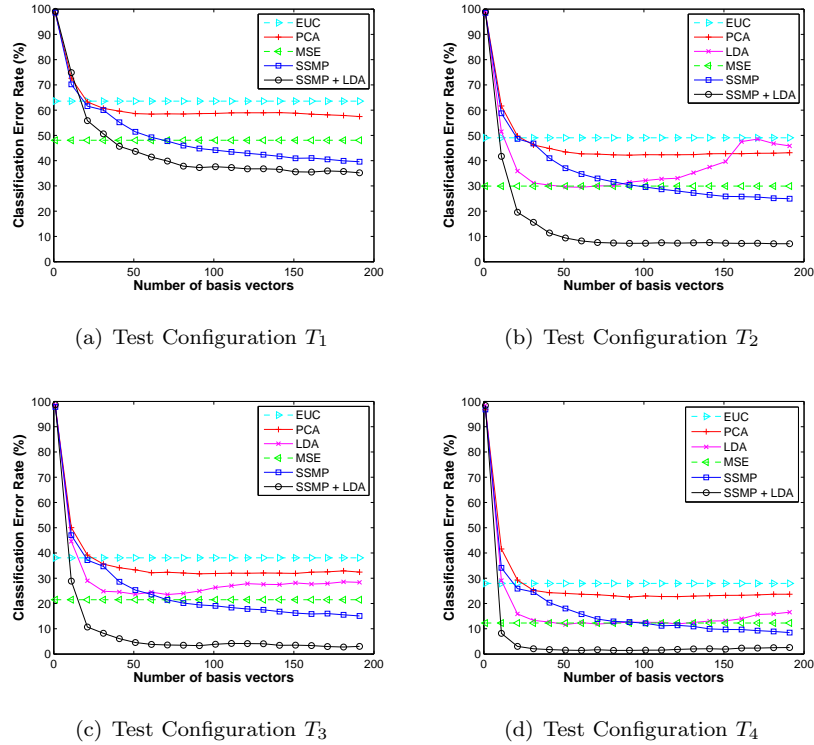 100
90
80
70
60
50
40
30
20
10
0
Classification Error Rate (%)
EUC
PCA
MSE
SSMP
SSMP + LDA
0 50 100 150 200
Number of basis vectors
(a) Test Configuration T1
100
90
80
70
60
50
40
30
20
10
0
Classification Error Rate (%)
EUC
PCA
LDA
MSE
SSMP
SSMP + LDA
0 50 100 150 200
Number of basis vectors
(b) Test Configuration T2
100
90
80
70
60
50
40
30
20
10
0
Classification Error Rate (%)
EUC
PCA
LDA
MSE
SSMP
SSMP + LDA
0 50 100 150 200
Number of basis vectors
(c) Test Configuration T3
100
90
80
70
60
50
40
30
20
10
0
Classification Error Rate (%)
EUC
PCA
LDA
MSE
SSMP
SSMP + LDA
0 50 100 150 200
Number of basis vectors
(d) Test Configuration T4